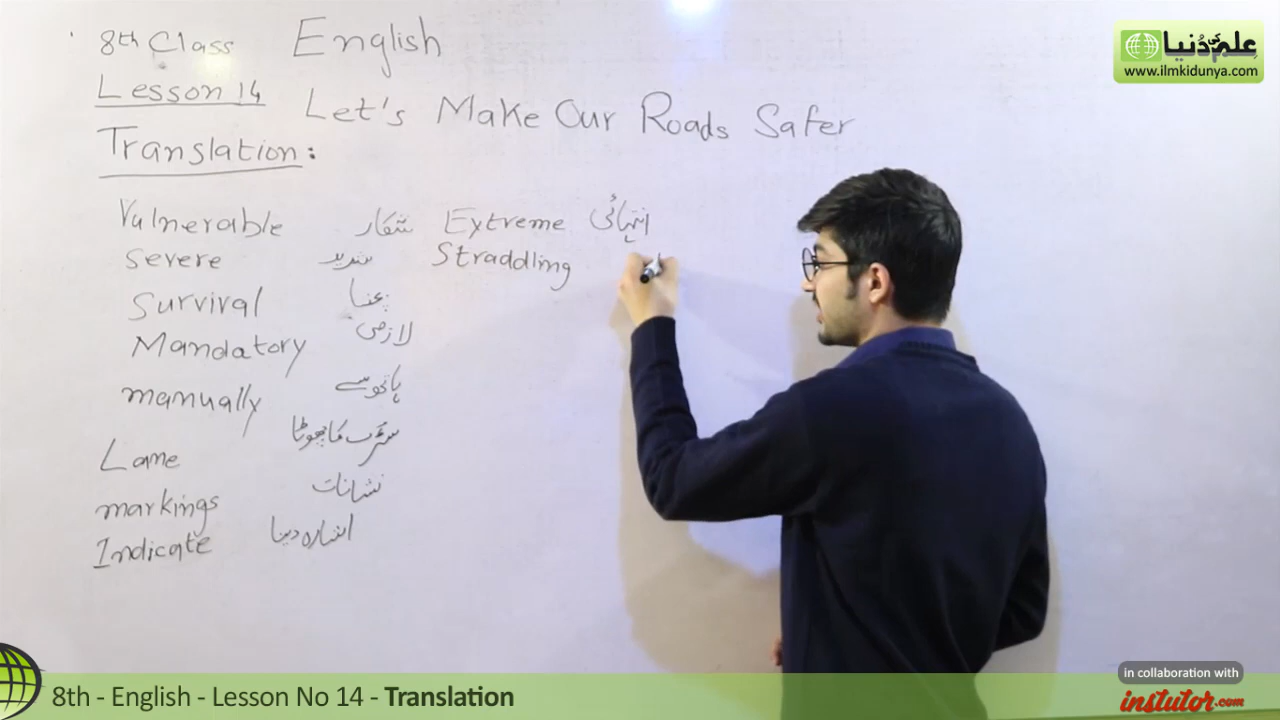 8th Class English
Lesson 14 Let's Make Our Roads Safer
Translation:
Vulnerable شکار Extreme انتہائی
Severe شدید Straddling
Survival بچنا
Mandatory لازمی
manually ہاتھ سے
Lame سڑک کا چھوٹا
markings نشانات
Indicate اشارہ دینا
علم کی دُنیا
www.ilmkidunya.com
in collaboration with
instutor.com
8th - English - Lesson No 14 - Translation